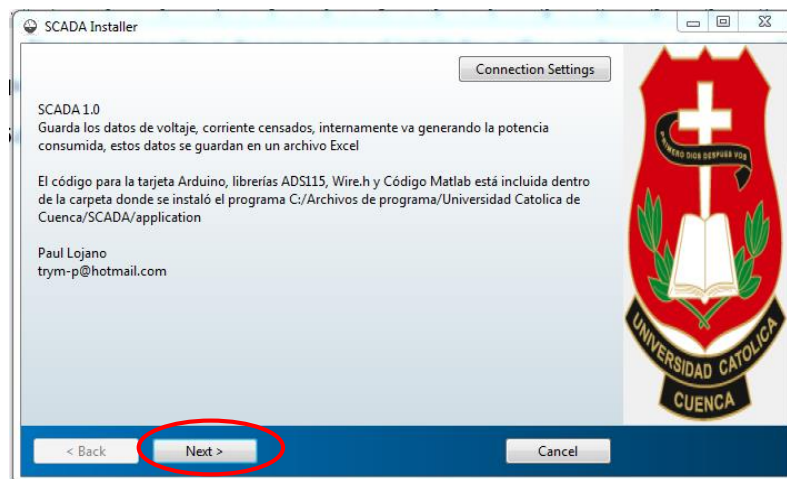 SCADA Installer
Connection Settings
SCADA 1.0
Guarda los datos de voltaje, corriente censados, internamente va generando la potencia
consumida, estos datos se guardan en un archivo Excel
El código para la tarjeta Arduino, librerías ADS115, Wire.h y Código Matlab está incluida dentro
de la carpeta donde se instaló el programa C:/Archivos de programa/Universidad Catolica de
Cuenca/SCADA/application
Paul Lojano
trym-p@hotmail.com
PRIMERO DIOS DESPUES VOS
UNIVERSIDAD CATOLICA
CUENCA
< Back
Next >
Cancel